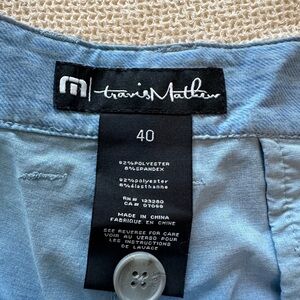 travisMathew
40
92%POLYESTER
8%SPANDEX
92%polyester
8%élasthanne
RN# 123280
CA# 07069
MADE IN CHINA
FABRIQUÉ EN CHINE
SEE REVERSE FOR CARE
VOIR AU VERSO POUR
LES INSTRUCTIONS
DE LAVAGE